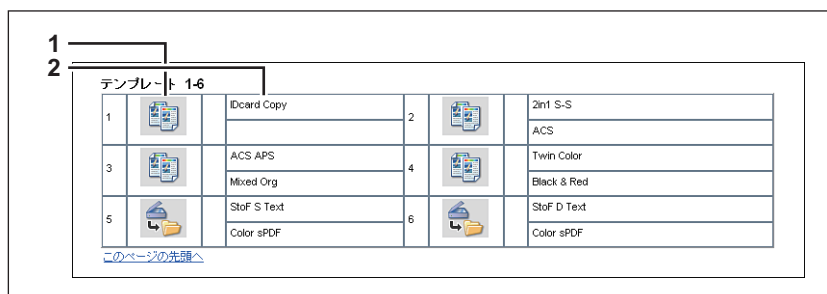 1
2
テンプレート 1-6
1 IDcard Copy 2 2in1 S-S
ACS
3 ACS APS 4 Twin Color
Mixed Org Black & Red
5 StoF S Text 6 StoF D Text
Color sPDF Color sPDF
このページの先頭へ